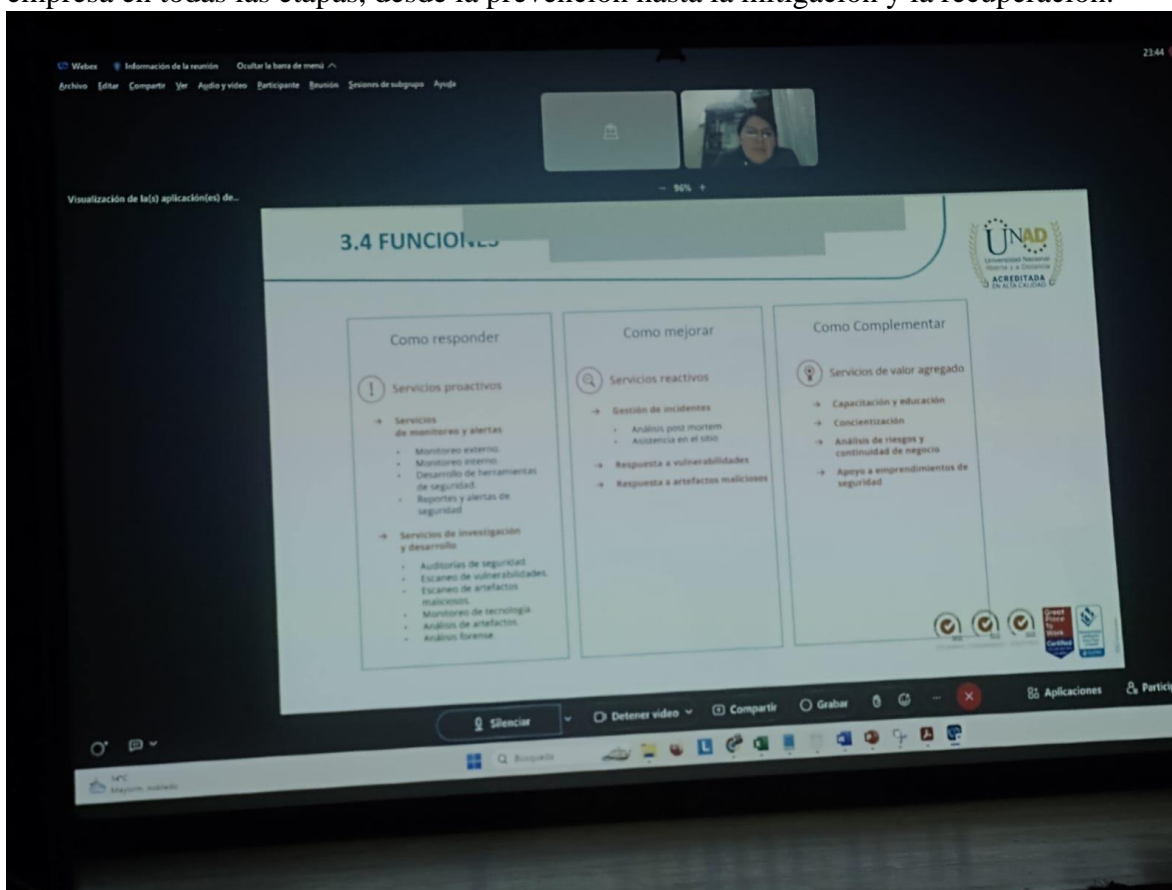 empresa en todas las etapas, desde la prevención hasta la mitigación y la recuperación.
23:44
Webex Información de la reunión Ocultar la barra de menú
Archivo Editar Compartir Ver Audio y video Participante Reunión Sesiones de subgrupo Ayuda
Visualización de la(s) aplicación(es) de...
− 96% +
3.4 FUNCIONES
UNAD
Universidad Nacional
Abierta y a Distancia
ACREDITADA
EN ALTA CALIDAD
Como responder
Servicios proactivos
→ Servicios
de monitoreo y alertas
• Monitoreo externo.
• Monitoreo interno.
• Desarrollo de herramientas
de seguridad.
• Reportes y alertas de
seguridad
→ Servicios de investigación
y desarrollo
• Auditorías de seguridad.
• Escaneo de vulnerabilidades.
• Escaneo de artefactos
maliciosos.
• Monitoreo de tecnología.
• Análisis de artefactos.
• Análisis forense
Como mejorar
Servicios reactivos
→ Gestión de incidentes
• Análisis post mortem
• Asistencia en el sitio
→ Respuesta a vulnerabilidades
→ Respuesta a artefactos maliciosos
Como Complementar
Servicios de valor agregado
→ Capacitación y educación
→ Concientización
→ Análisis de riesgos y
continuidad de negocio
→ Apoyo a emprendimientos de
seguridad
Great
Place
To
Work
Certified
Silenciar Detener video Compartir Grabar Aplicaciones Particip
Búsqueda
14°C
Mayorm. nublado